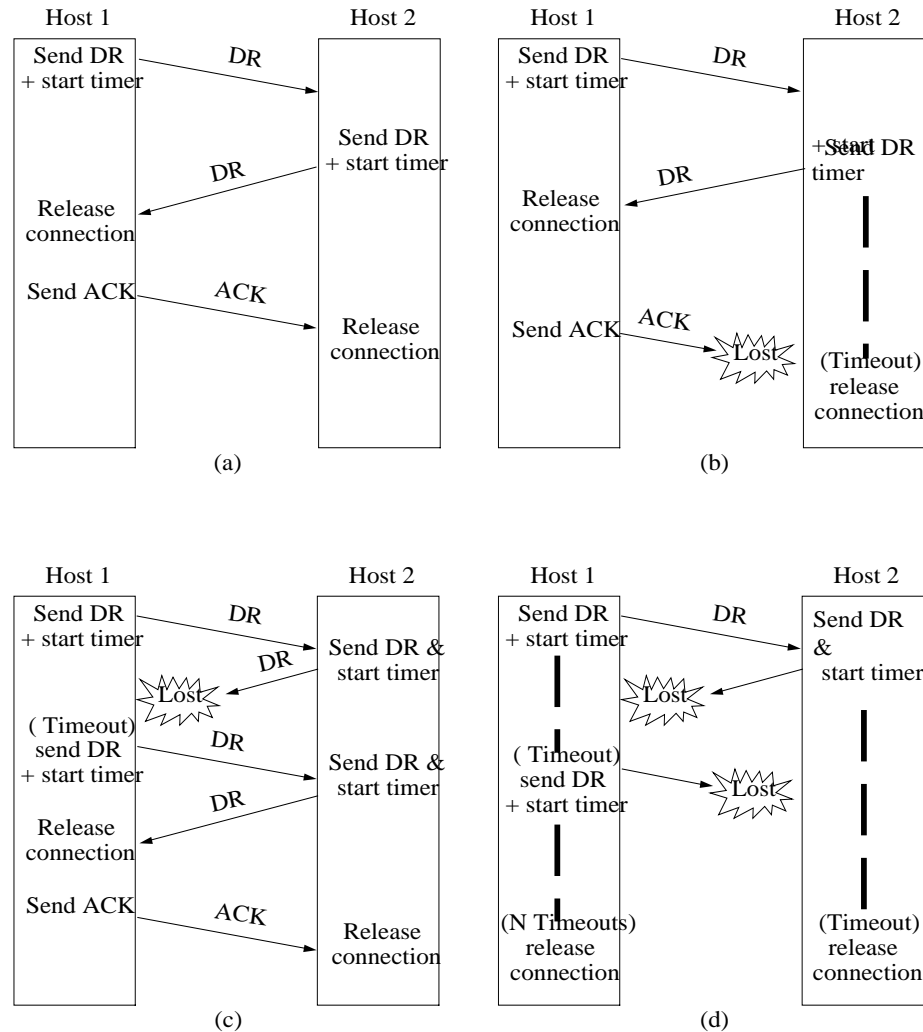 Host 1
Host 2
Send DR
+ start timer
DR
Send DR
+ start timer
DR
Release
connection
Send ACK
ACK
Release
connection
(a)
Host 1
Host 2
Send DR
+ start timer
DR
+ start
Send DR
timer
DR
Release
connection
Send ACK
ACK
Lost
(Timeout)
release
connection
(b)
Host 1
Host 2
Send DR
+ start timer
DR
Send DR &
start timer
DR
Lost
( Timeout)
send DR
+ start timer
DR
Send DR &
start timer
DR
Release
connection
Send ACK
ACK
Release
connection
(c)
Host 1
Host 2
Send DR
+ start timer
DR
Send DR
&
start timer
Lost
( Timeout)
send DR
+ start timer
Lost
(N Timeouts)
release
connection
(Timeout)
release
connection
(d)